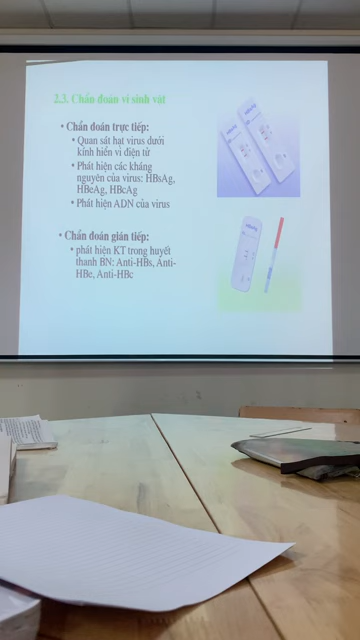 2.3. Chẩn đoán vi sinh vật
• Chẩn đoán trực tiếp:
• Quan sát hạt virus dưới
kính hiển vi điện tử
• Phát hiện các kháng
nguyên của virus: HBsAg,
HBeAg, HBcAg
• Phát hiện ADN của virus
• Chẩn đoán gián tiếp:
• phát hiện KT trong huyết
thanh BN: Anti-HBs, Anti-
HBe, Anti-HBc